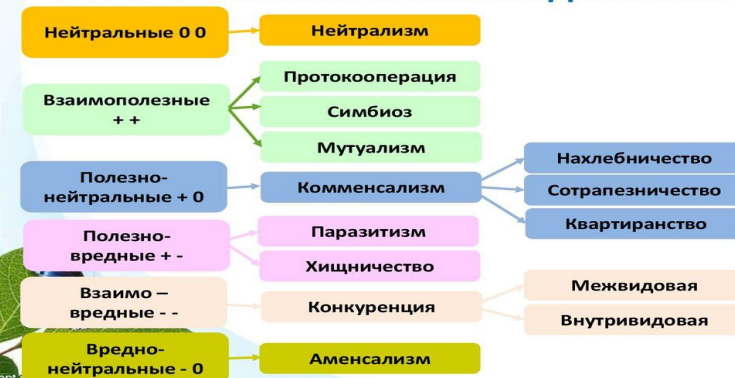 Нейтральные 0 0
Нейтрализм
Взаимополезные
+ +
Протокооперация
Симбиоз
Мутуализм
Полезно-
нейтральные + 0
Комменсализм
Нахлебничество
Сотрапезничество
Квартиранство
Полезно-
вредные + -
Паразитизм
Хищничество
Взаимо –
вредные - -
Конкуренция
Межвидовая
Внутривидовая
Вредно-
нейтральные - 0
Аменсализм